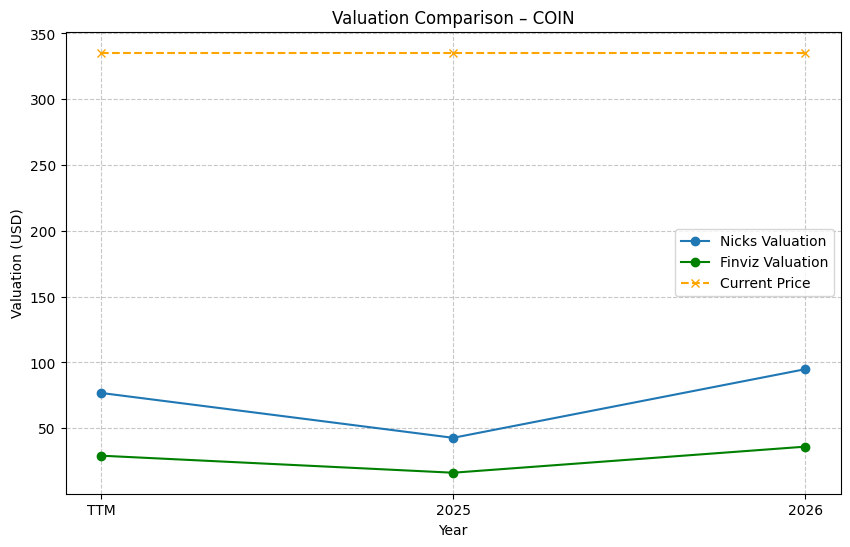 Valuation Comparison – COIN
Valuation (USD)
350
300
250
200
150
100
50
Nicks Valuation
Finviz Valuation
Current Price
TTM
2025
2026
Year